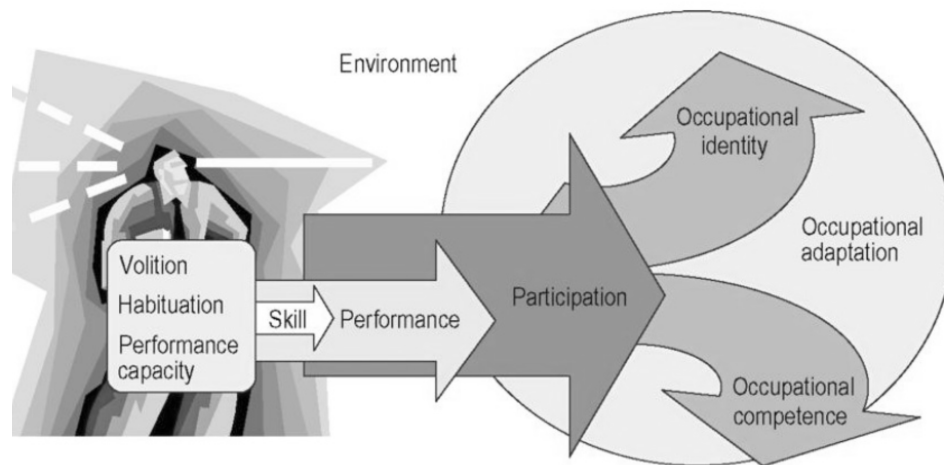 Environment
Occupational
identity
Occupational
adaptation
Volition
Habituation
Performance
capacity
Skill
Performance
Participation
Occupational
competence